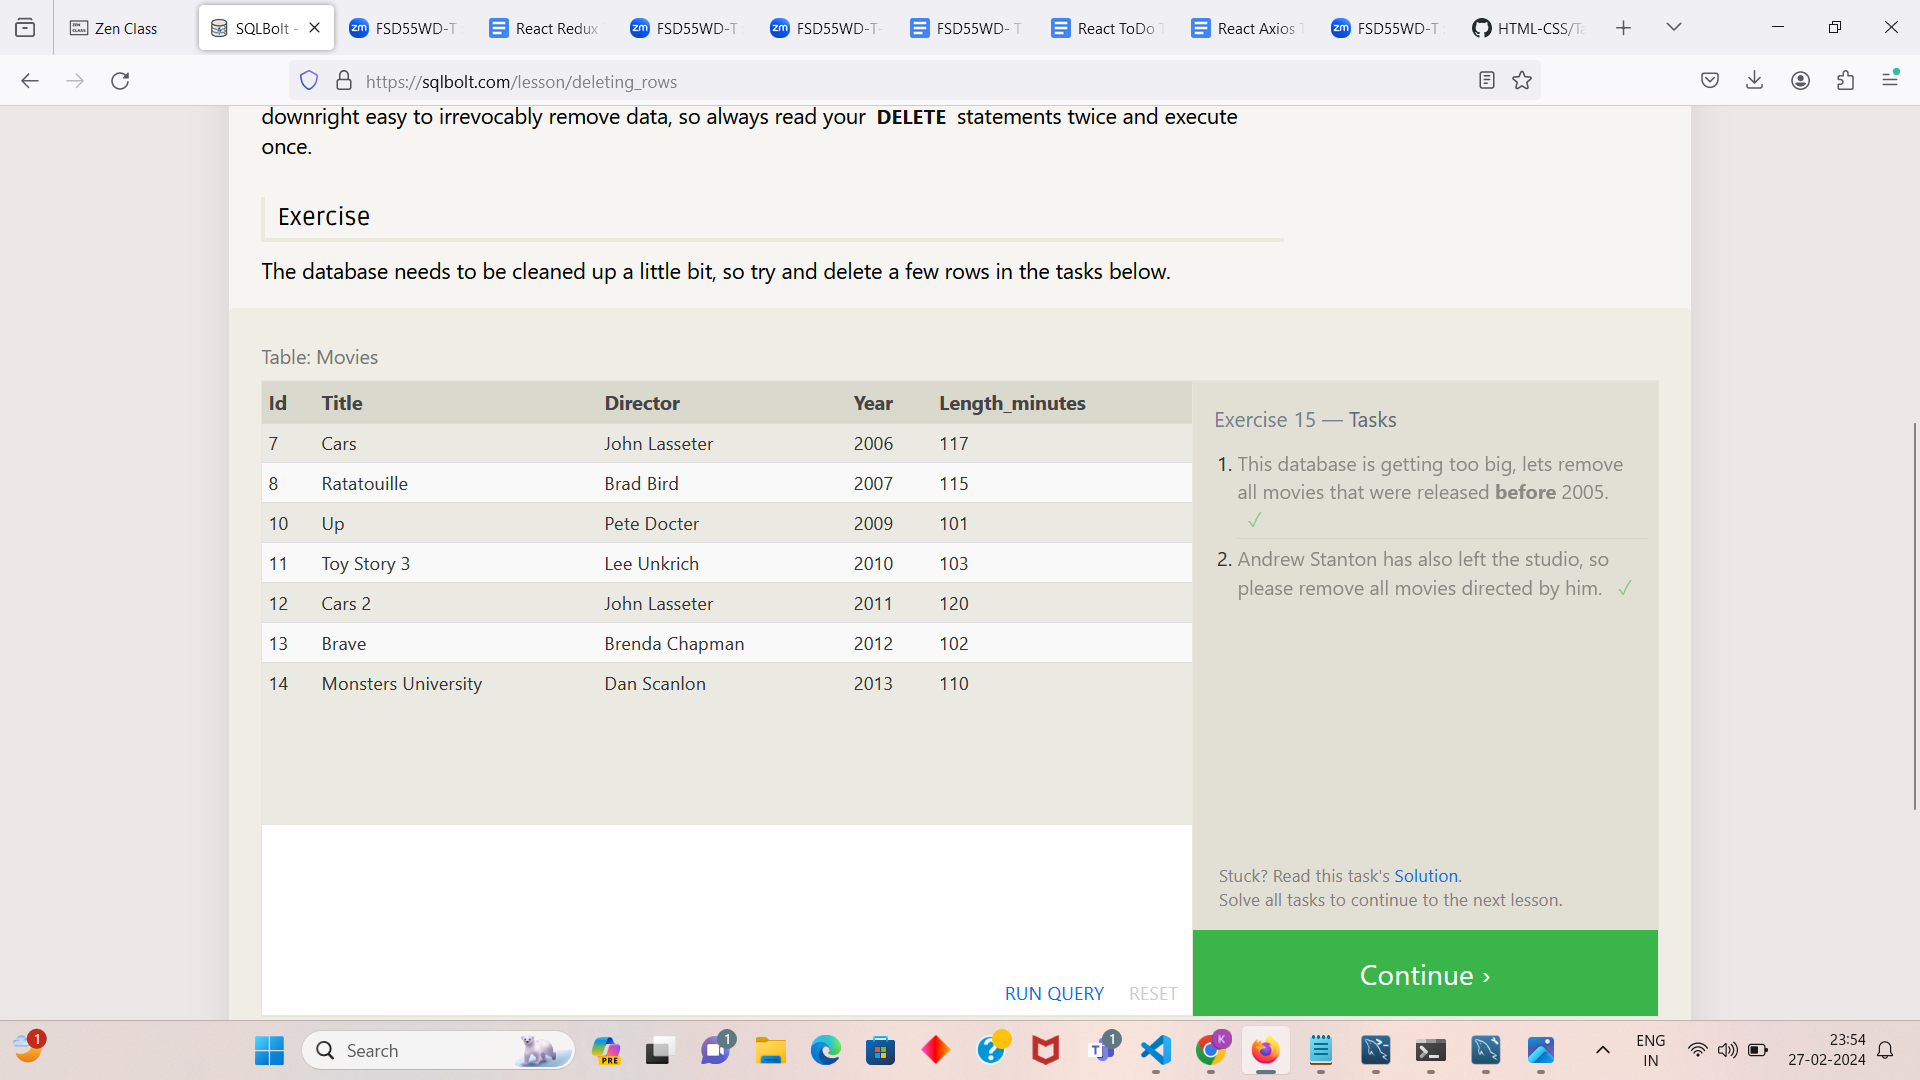 Zen Class
SQLBolt -
FSD55WD-T
React Redux
FSD55WD-T
FSD55WD-T-
FSD55WD- T
React ToDo T
React Axios T
FSD55WD-T
HTML-CSS/Ta
https://sqlbolt.com/lesson/deleting_rows
downright easy to irrevocably remove data, so always read your DELETE statements twice and execute
once.
Exercise
The database needs to be cleaned up a little bit, so try and delete a few rows in the tasks below.
Table: Movies
Id Title Director Year Length_minutes
7 Cars John Lasseter 2006 117
8 Ratatouille Brad Bird 2007 115
10 Up Pete Docter 2009 101
11 Toy Story 3 Lee Unkrich 2010 103
12 Cars 2 John Lasseter 2011 120
13 Brave Brenda Chapman 2012 102
14 Monsters University Dan Scanlon 2013 110
RUN QUERY RESET
Exercise 15 — Tasks
1. This database is getting too big, lets remove
all movies that were released before 2005.
✓
2. Andrew Stanton has also left the studio, so
please remove all movies directed by him. ✓
Stuck? Read this task's Solution.
Solve all tasks to continue to the next lesson.
Continue ›
1
Search
PRE
1
1
K
ENG
IN
23:54
27-02-2024